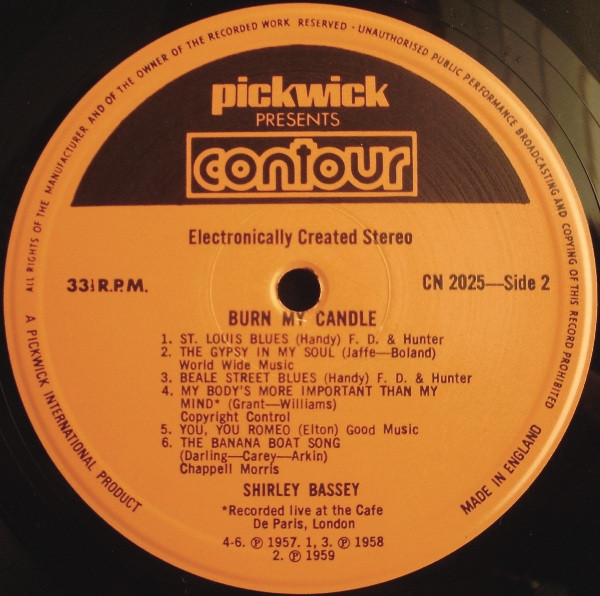 ALL RIGHTS OF THE MANUFACTURER AND OF THE OWNER OF THE RECORDED WORK RESERVED - UNAUTHORISED PUBLIC PERFORMANCE BROADCASTING AND COPYING OF THIS RECORD PROHIBITED
pickwick
PRESENTS
contour
Electronically Created Stereo
33⅓ R.P.M.
CN 2025—Side 2
BURN MY CANDLE
1. ST. LOUIS BLUES (Handy) F. D. & Hunter
2. THE GYPSY IN MY SOUL (Jaffe—Boland)
World Wide Music
3. BEALE STREET BLUES (Handy) F. D. & Hunter
4. MY BODY'S MORE IMPORTANT THAN MY
MIND* (Grant—Williams)
Copyright Control
5. YOU, YOU ROMEO (Elton) Good Music
6. THE BANANA BOAT SONG
(Darling—Carey—Arkin)
Chappell Morris
SHIRLEY BASSEY
*Recorded live at the Cafe
De Paris, London
4-6. ℗ 1957. 1, 3. ℗ 1958
2. ℗ 1959
A PICKWICK INTERNATIONAL PRODUCT
MADE IN ENGLAND